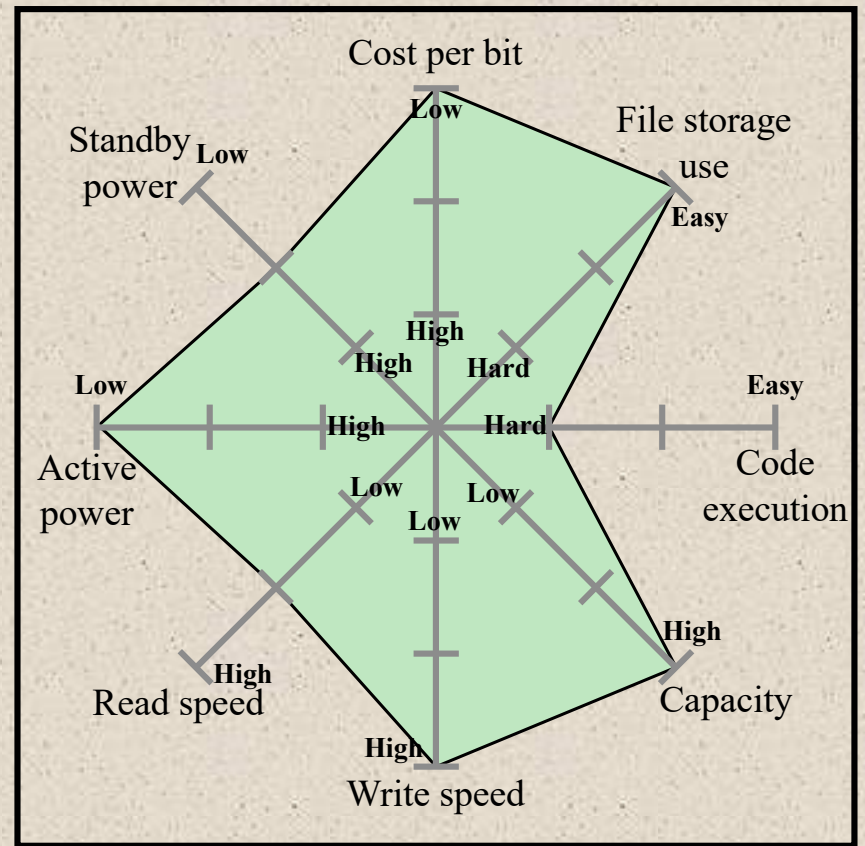 Cost per bit
Low
File storage
use
Easy
Standby
power
Low
High
High
Hard
Low
High
Hard
Easy
Active
power
Code
execution
Low
Low
Low
High
High
Read speed
Capacity
High
Write speed